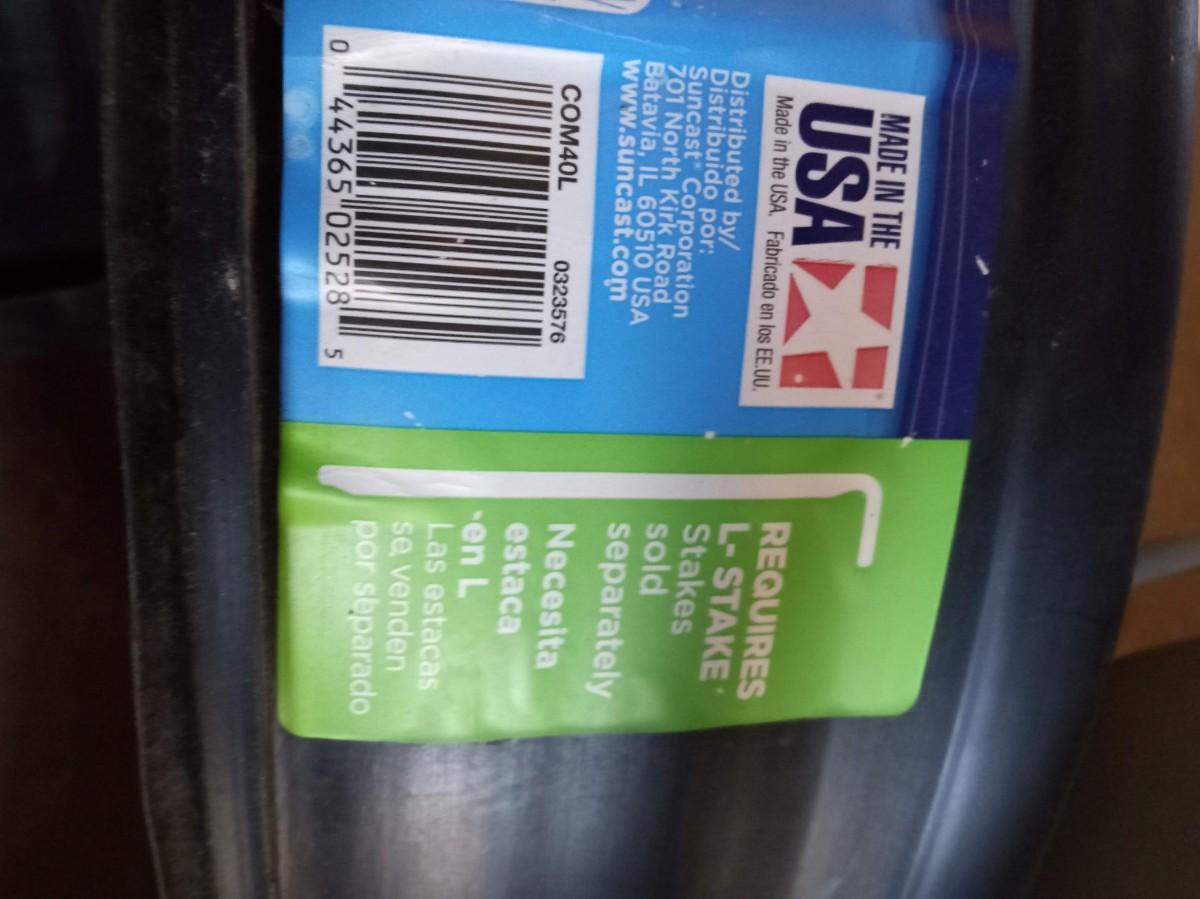 MADE IN THE
USA
Made in the USA. Fabricado en los EE.UU.
®
Distributed by/
Distribuido por:
Suncast® Corporation
701 North Kirk Road
Batavia, IL 60510 USA
www.suncast.com
COM40L 0323576
0 44365 02528 5
REQUIRES
L-STAKE
Stakes
sold
separately
Necesita
estaca
en L
Las estacas
se venden
por separado